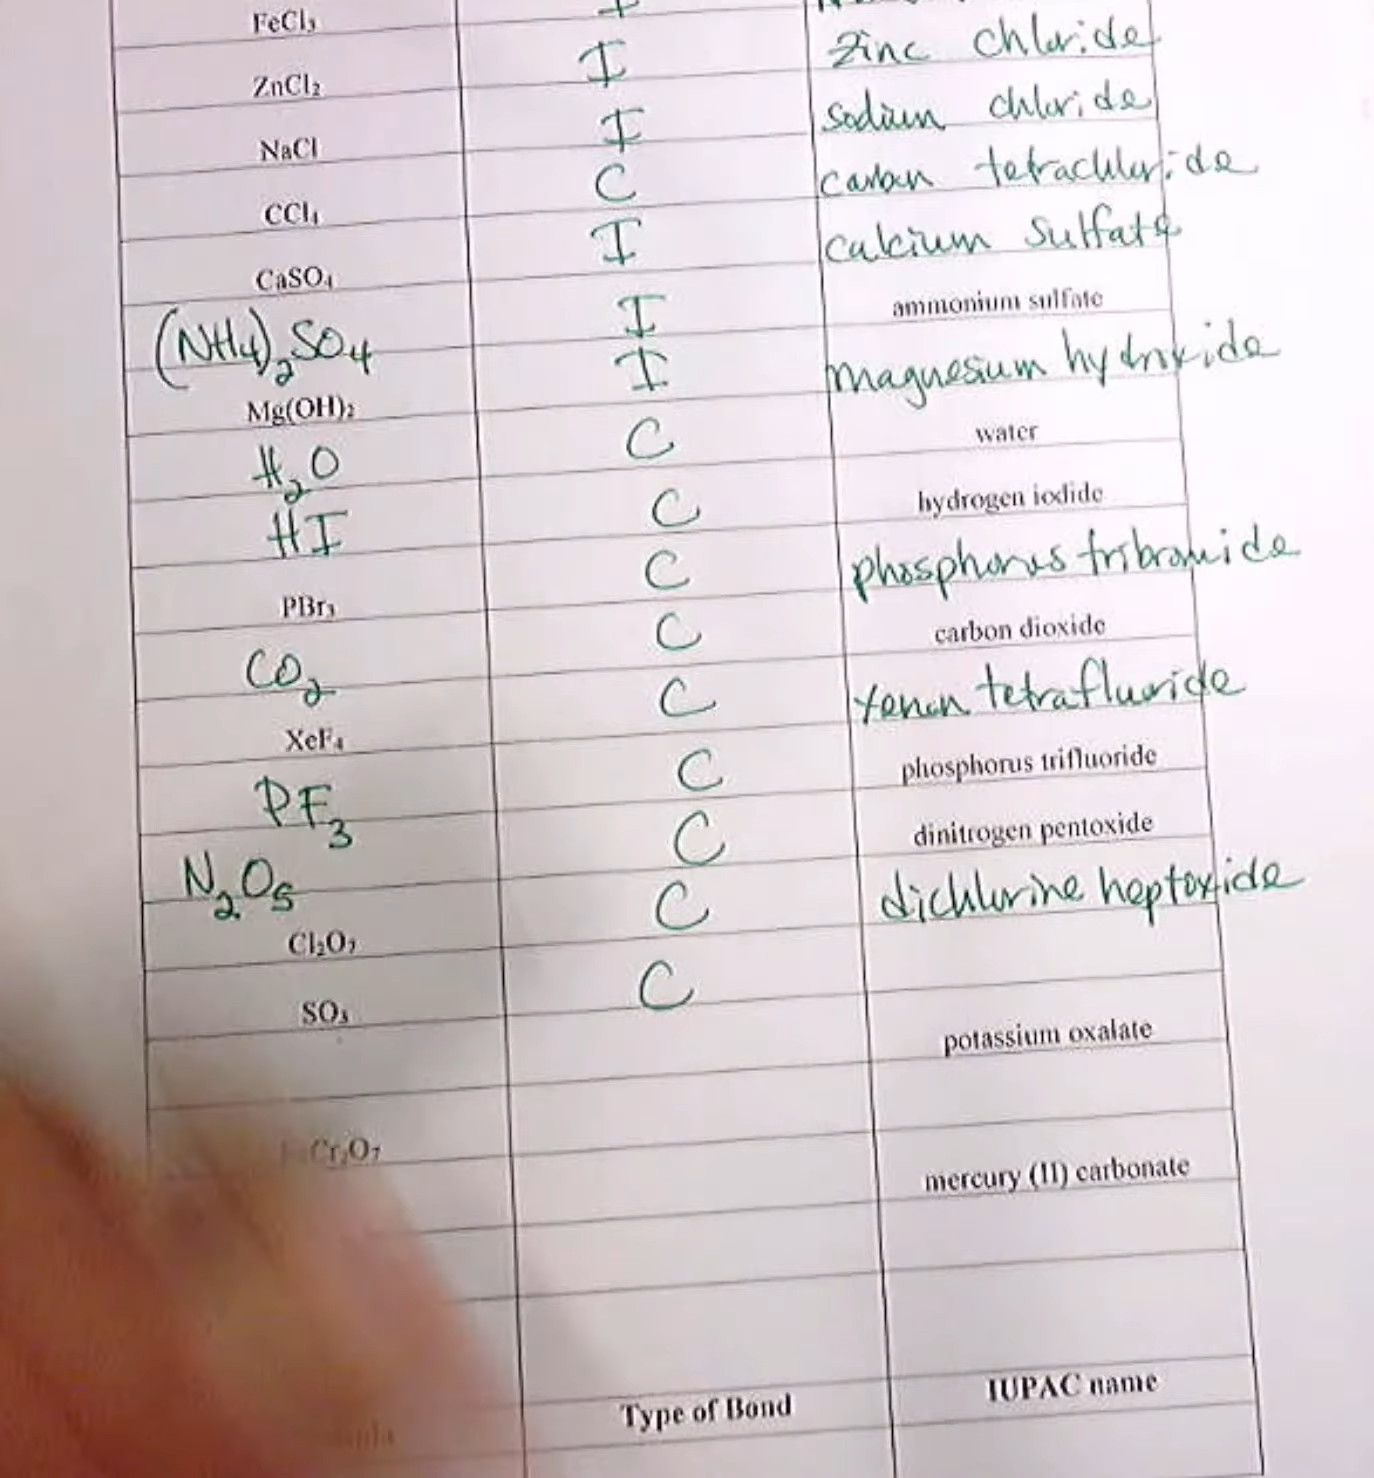 FeCl₃ I
ZnCl₂ I Zinc chloride
NaCl I sodium chloride
CCl₄ C carbon tetrachloride
CaSO₄ I calcium sulfate
(NH₄)₂SO₄ I ammonium sulfate
Mg(OH)₂ I magnesium hydroxide
H₂O C water
HI C hydrogen iodide
PBr₃ C phosphorus tribromide
CO₂ C carbon dioxide
XeF₄ C xenon tetrafluoride
PF₃ C phosphorus trifluoride
N₂O₅ C dinitrogen pentoxide
Cl₂O₇ C dichlorine heptoxide
SO₃ C
potassium oxalate
Cr₂O₇
mercury (II) carbonate
Type of Bond IUPAC name